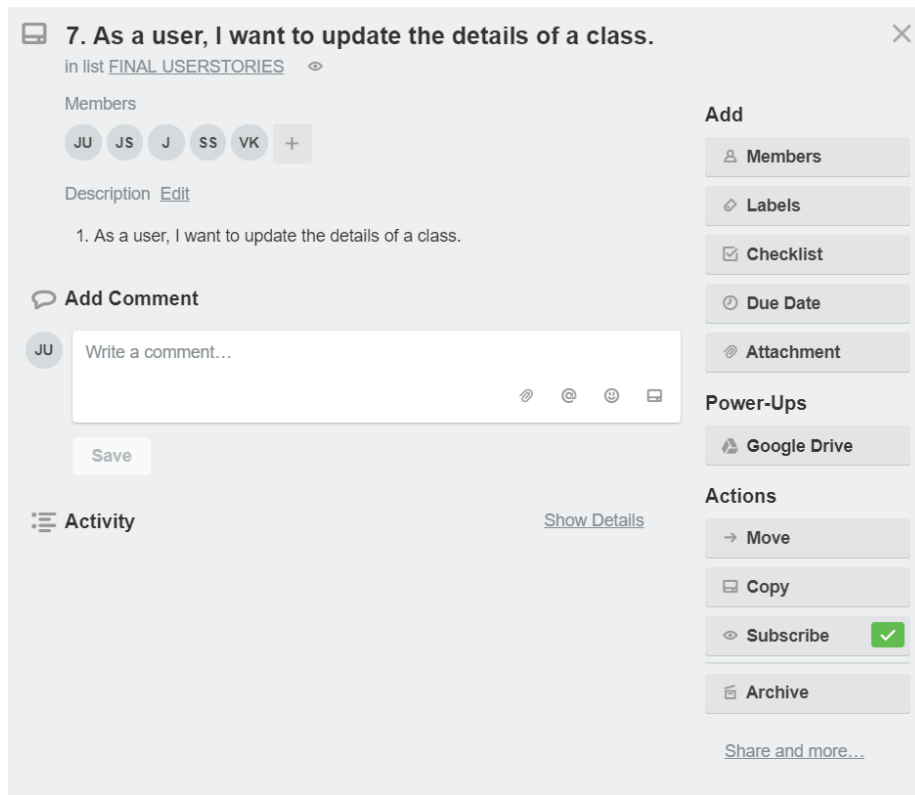 7. As a user, I want to update the details of a class.
in list FINAL USERSTORIES
Members
JU JS J SS VK +
Description Edit
1. As a user, I want to update the details of a class.
Add Comment
JU
Write a comment…
Save
Activity Show Details
Add
Members
Labels
Checklist
Due Date
Attachment
Power-Ups
Google Drive
Actions
Move
Copy
Subscribe
Archive
Share and more…